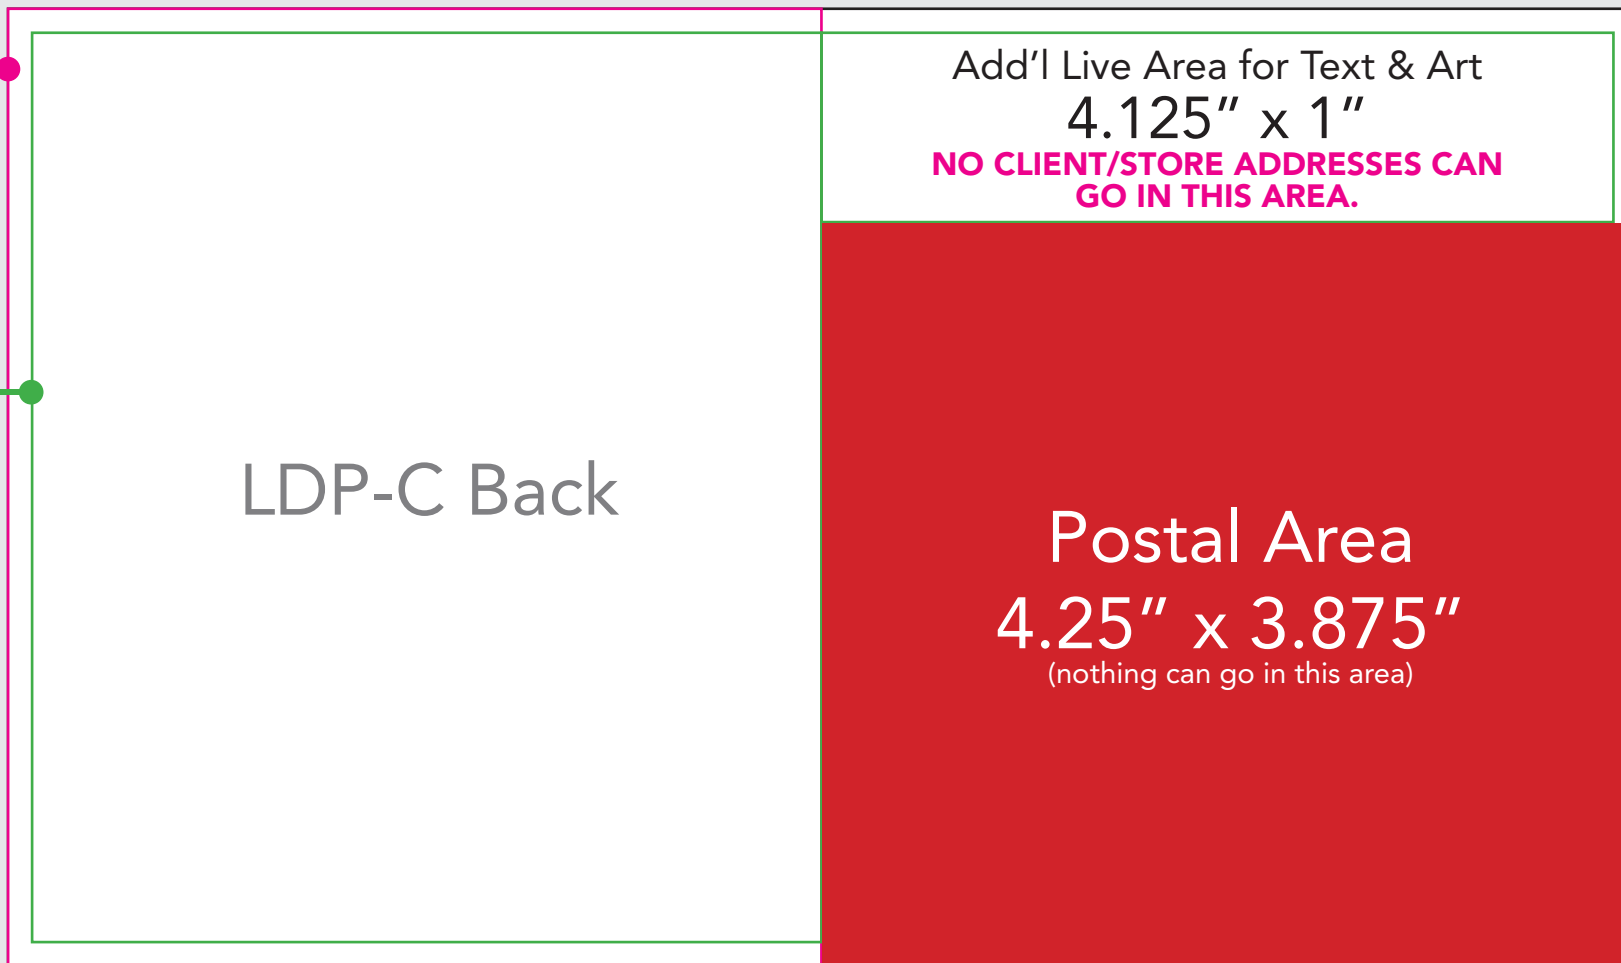 Add’l Live Area for Text & Art
4.125” x 1”
NO CLIENT/STORE ADDRESSES CAN
GO IN THIS AREA.
LDP-C Back
Postal Area
4.25” x 3.875”
(nothing can go in this area)